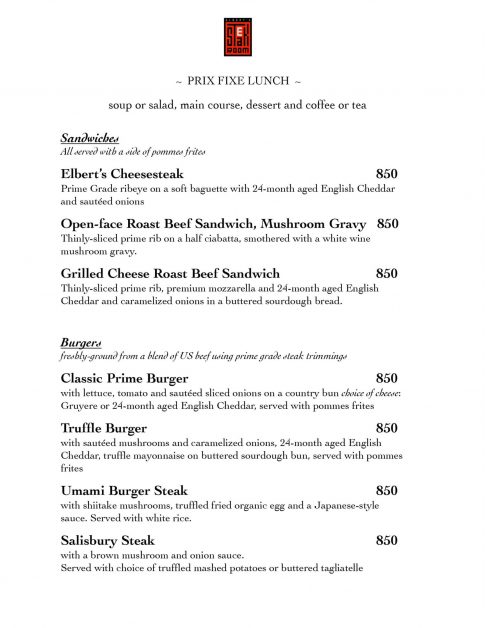 ELBERT'S
STEAK
ROOM
~ PRIX FIXE LUNCH ~
soup or salad, main course, dessert and coffee or tea
Sandwiches
All served with a side of pommes frites
Elbert's Cheesesteak 850
Prime Grade ribeye on a soft baguette with 24-month aged English Cheddar
and sautéed onions
Open-face Roast Beef Sandwich, Mushroom Gravy 850
Thinly-sliced prime rib on a half ciabatta, smothered with a white wine
mushroom gravy.
Grilled Cheese Roast Beef Sandwich 850
Thinly-sliced prime rib, premium mozzarella and 24-month aged English
Cheddar and caramelized onions in a buttered sourdough bread.
Burgers
freshly-ground from a blend of US beef using prime grade steak trimmings
Classic Prime Burger 850
with lettuce, tomato and sautéed sliced onions on a country bun choice of cheese:
Gruyere or 24-month aged English Cheddar, served with pommes frites
Truffle Burger 850
with sautéed mushrooms and caramelized onions, 24-month aged English
Cheddar, truffle mayonnaise on buttered sourdough bun, served with pommes
frites
Umami Burger Steak 850
with shiitake mushrooms, truffled fried organic egg and a Japanese-style
sauce. Served with white rice.
Salisbury Steak 850
with a brown mushroom and onion sauce.
Served with choice of truffled mashed potatoes or buttered tagliatelle